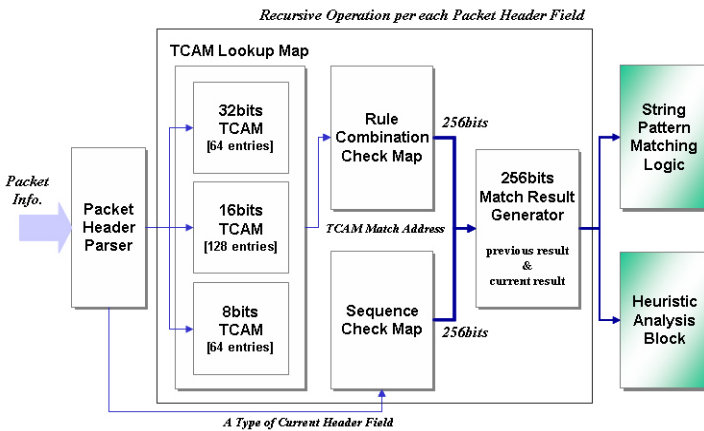 Recursive Operation per each Packet Header Field
TCAM Lookup Map
32bits
TCAM
[64 entries]
16bits
TCAM
[128 entries]
8bits
TCAM
[64 entries]
Packet
Info.
Packet
Header
Parser
Rule
Combination
Check Map
256bits
TCAM Match Address
Sequence
Check Map
256bits
256bits
Match Result
Generator
previous result
&
current result
String
Pattern
Matching
Logic
Heuristic
Analysis
Block
A Type of Current Header Field